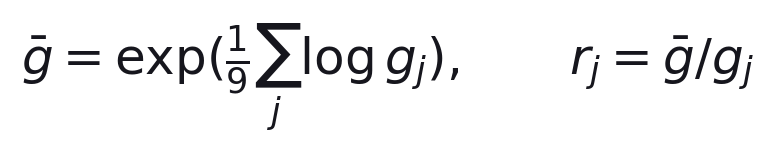 ḡ = exp(1/9 ∑_j log g_j),    r_j = ḡ/g_j